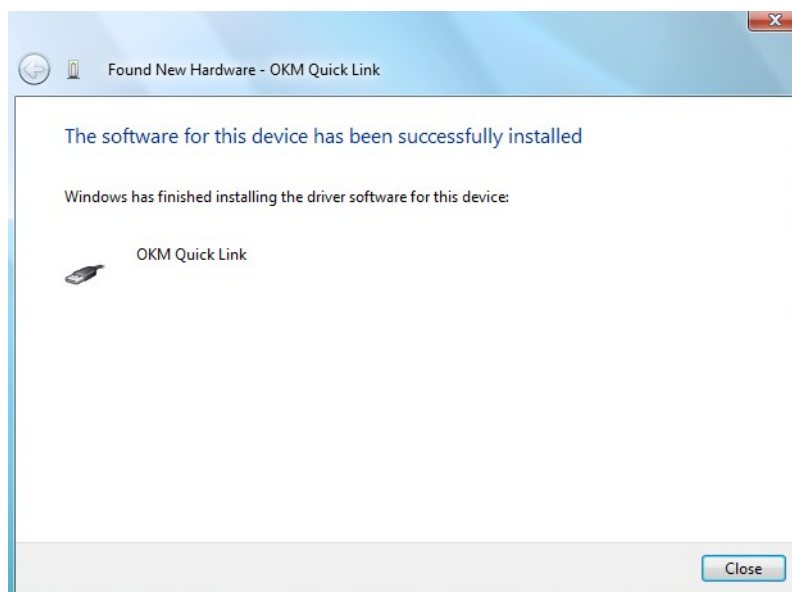 Found New Hardware - OKM Quick Link
The software for this device has been successfully installed
Windows has finished installing the driver software for this device:
OKM Quick Link
Close